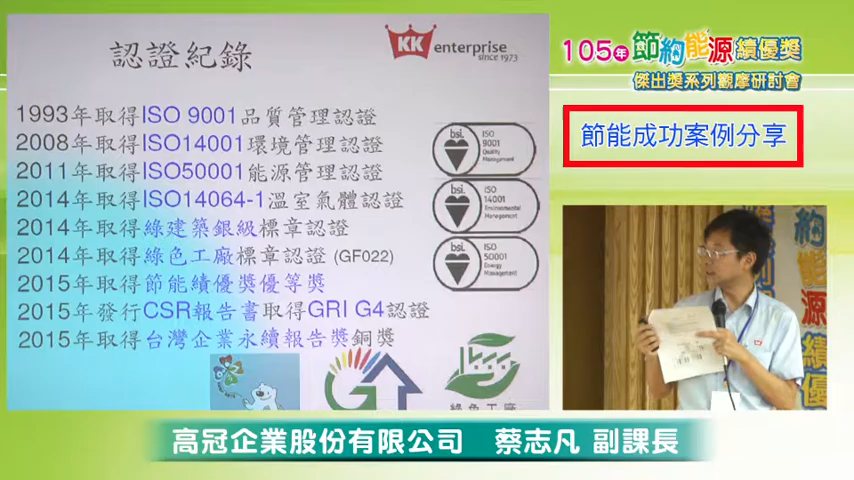 認證紀錄
KK enterprise
since 1973
1993年取得ISO 9001品質管理認證
2008年取得ISO14001環境管理認證
2011年取得ISO50001能源管理認證
2014年取得ISO14064-1溫室氣體認證
2014年取得綠建築銀級標章認證
2014年取得綠色工廠標章認證 (GF022)
2015年取得節能績優獎優等獎
2015年發行CSR報告書取得GRI G4認證
2015年取得台灣企業永續報告獎銅獎
bsi.
ISO
9001
Quality
Management
bsi.
ISO
14001
Environmental
Management
bsi.
ISO
50001
Energy
Management
綠色工廠
105年節約能源績優獎
傑出獎系列觀摩研討會
節能成功案例分享
約能源績優
高冠企業股份有限公司 蔡志凡 副課長